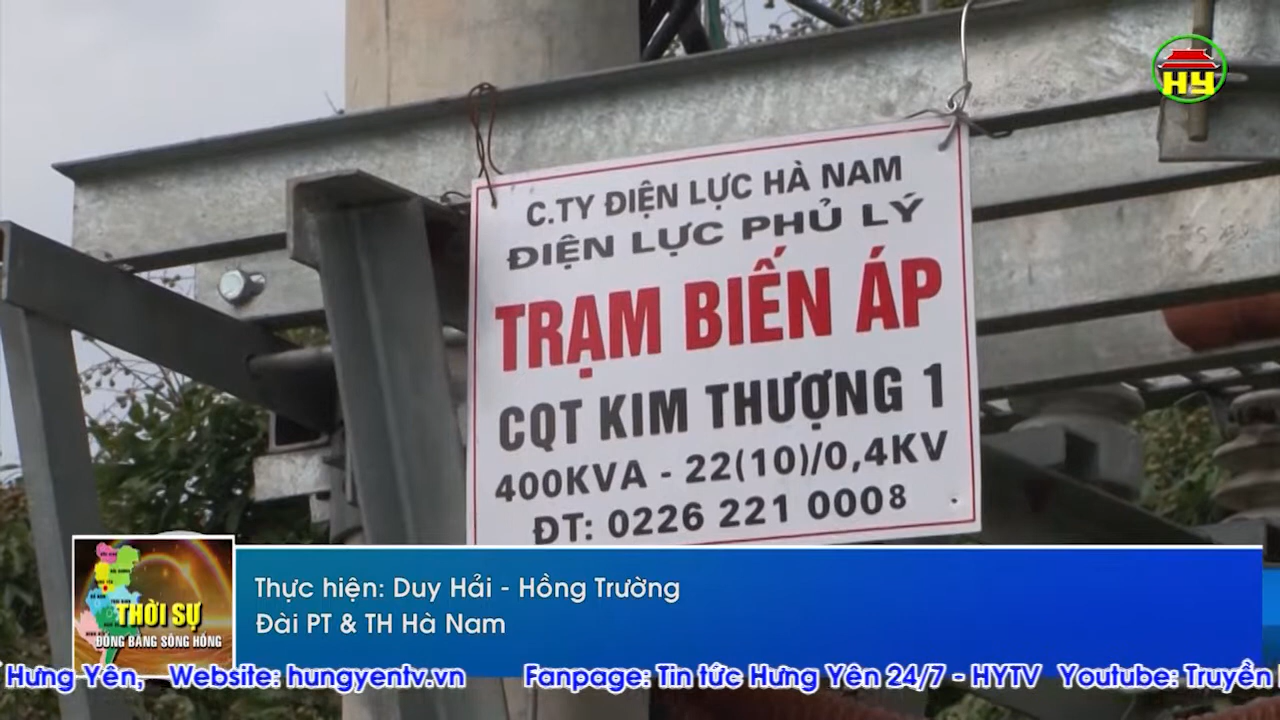 HY
C.TY ĐIỆN LỰC HÀ NAM
ĐIỆN LỰC PHỦ LÝ
TRẠM BIẾN ÁP
CQT KIM THƯỢNG 1
400KVA - 22(10)/0,4KV
ĐT: 0226 221 0008
THỜI SỰ
ĐỒNG BẰNG SÔNG HỒNG
Thực hiện: Duy Hải - Hồng Trường
Đài PT & TH Hà Nam
Hưng Yên, Website: hungyentv.vn Fanpage: Tin tức Hưng Yên 24/7 - HYTV Youtube: Truyền